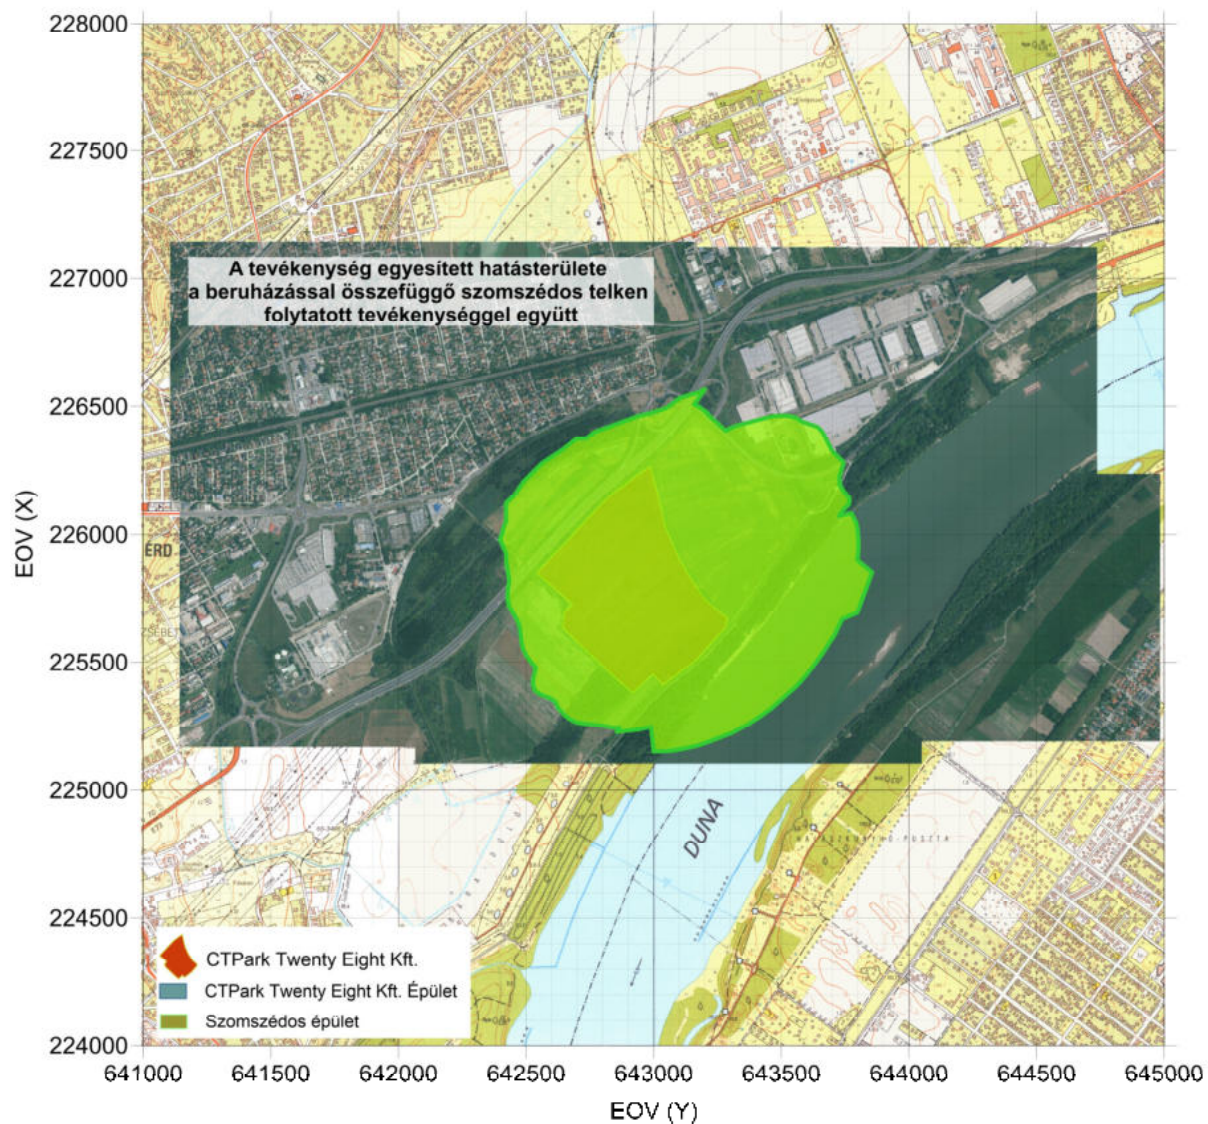 228000
227500
227000
226500
226000
225500
225000
224500
224000
EOV (X)
A tevékenység egyesített hatásterülete
a beruházással összefüggő szomszédos telken
folytatott tevékenységgel együtt
ÉRD
DUNA
CTPark Twenty Eight Kft.
CTPark Twenty Eight Kft. Épület
Szomszédos épület
641000 641500 642000 642500 643000 643500 644000 644500 645000
EOV (Y)